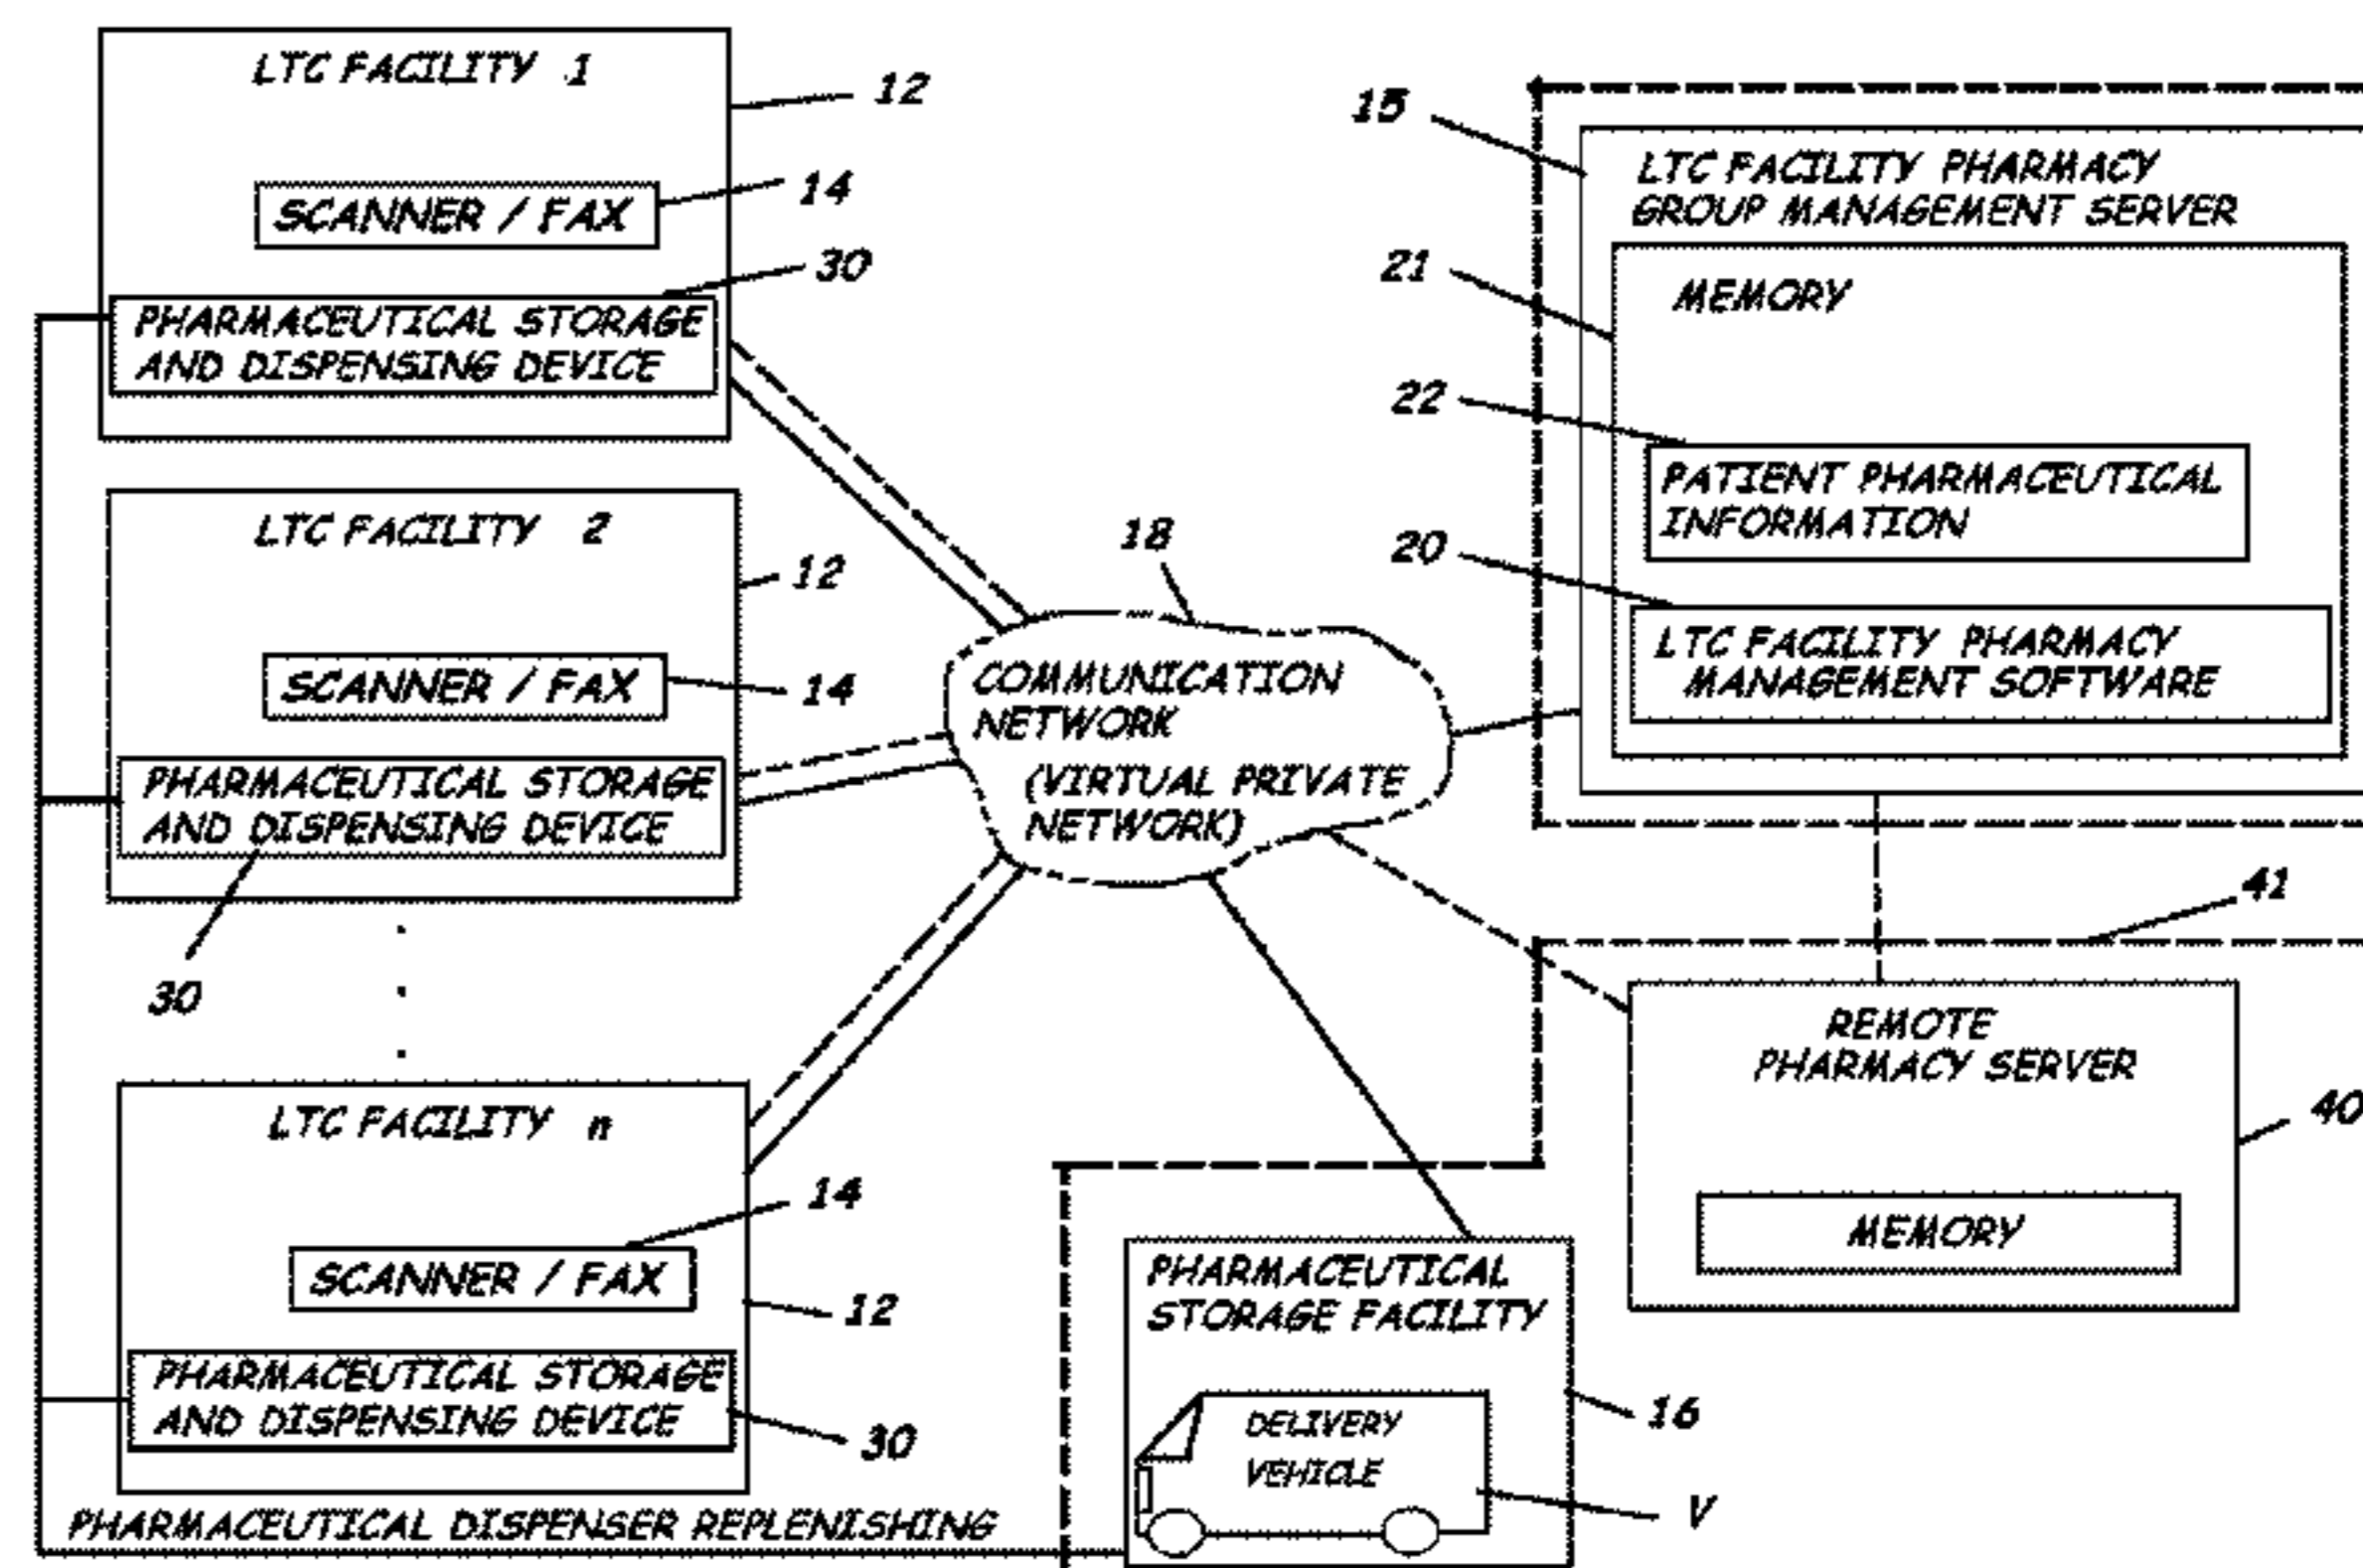 LTC FACILITY 1
12
SCANNER / FAX
14
30
PHARMACEUTICAL STORAGE
AND DISPENSING DEVICE
LTC FACILITY 2
12
SCANNER / FAX
14
PHARMACEUTICAL STORAGE
AND DISPENSING DEVICE
30
LTC FACILITY n
14
SCANNER / FAX
12
PHARMACEUTICAL STORAGE
AND DISPENSING DEVICE
30
PHARMACEUTICAL DISPENSER REPLENISHING
18
COMMUNICATION
NETWORK
(VIRTUAL PRIVATE
NETWORK)
15
LTC FACILITY PHARMACY
GROUP MANAGEMENT SERVER
21
MEMORY
22
PATIENT PHARMACEUTICAL
INFORMATION
20
LTC FACILITY PHARMACY
MANAGEMENT SOFTWARE
41
REMOTE
PHARMACY SERVER
40
MEMORY
PHARMACEUTICAL
STORAGE FACILITY
16
DELIVERY
VEHICLE
V